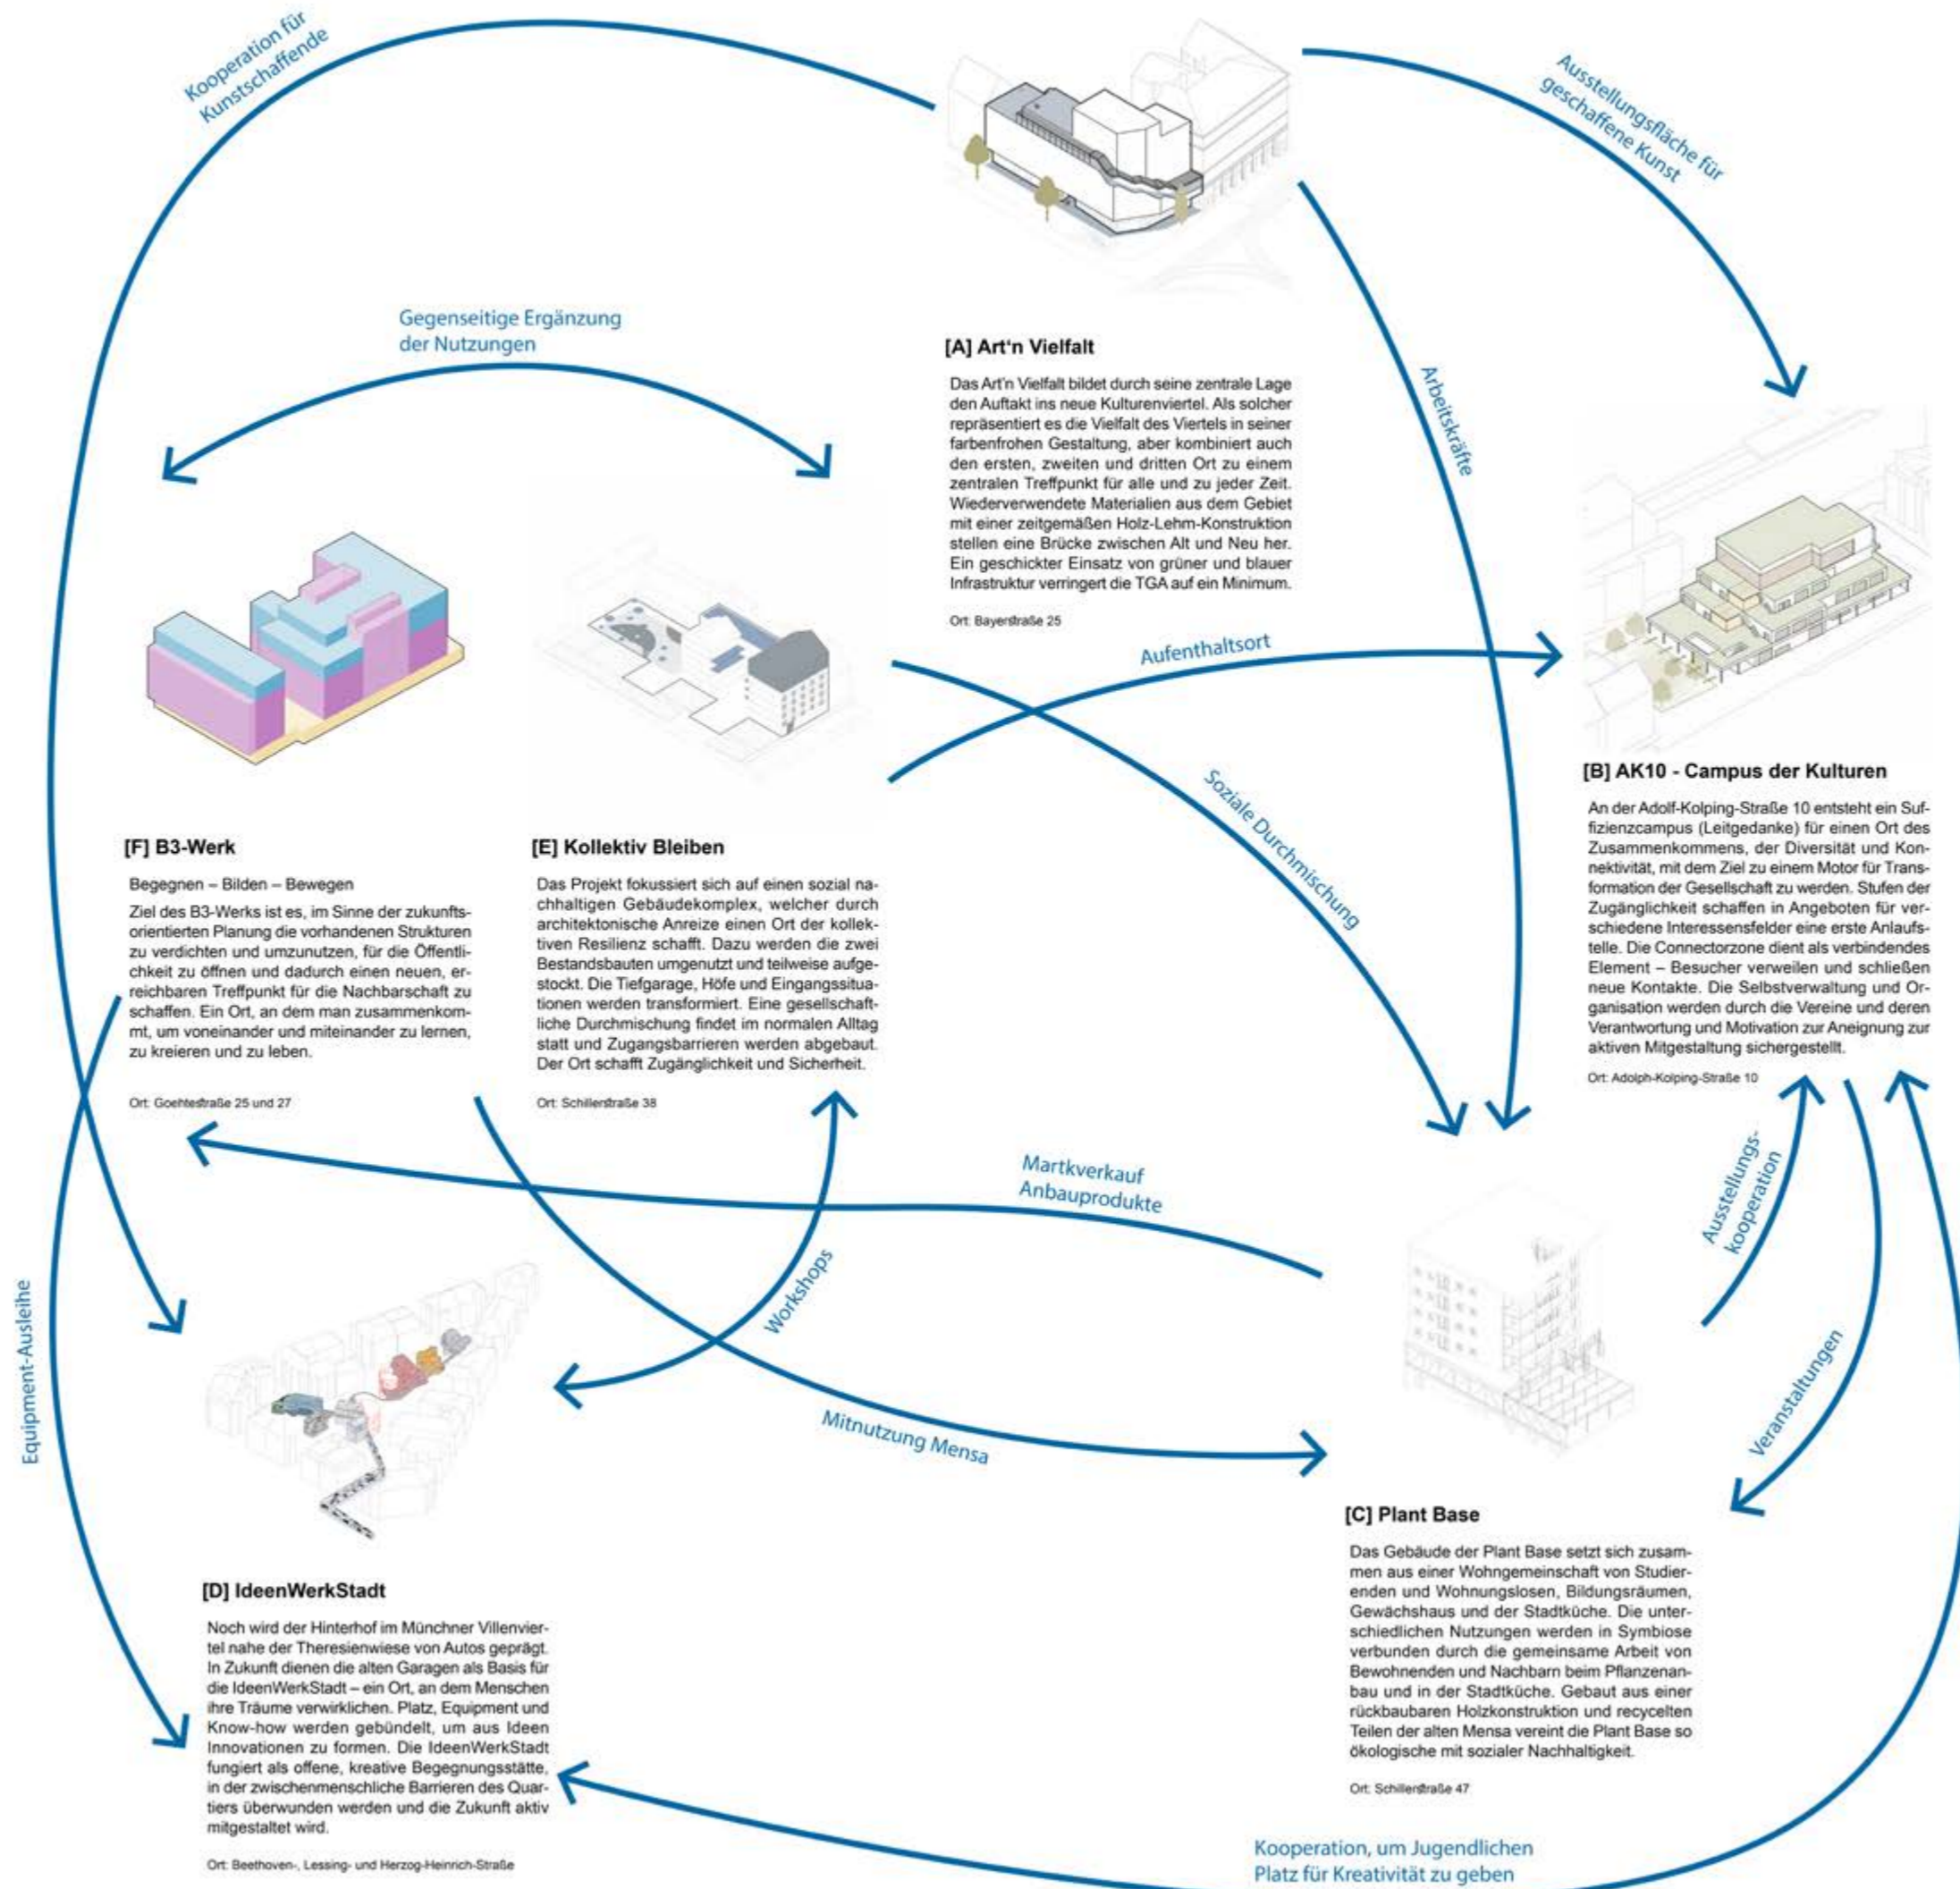 Kooperation für
Kunstschaffende
Ausstellungsfläche für
geschaffene Kunst
Gegenseitige Ergänzung
der Nutzungen
Arbeitskräfte
[A] Art'n Vielfalt
Das Art'n Vielfalt bildet durch seine zentrale Lage
den Auftakt ins neue Kulturenviertel. Als solcher
repräsentiert es die Vielfalt des Viertels in seiner
farbenfrohen Gestaltung, aber kombiniert auch
den ersten, zweiten und dritten Ort zu einem
zentralen Treffpunkt für alle und zu jeder Zeit.
Wiederverwendete Materialien aus dem Gebiet
mit einer zeitgemäßen Holz-Lehm-Konstruktion
stellen eine Brücke zwischen Alt und Neu her.
Ein geschickter Einsatz von grüner und blauer
Infrastruktur verringert die TGA auf ein Minimum.
Ort: Bayerstraße 25
Aufenthaltsort
Soziale Durchmischung
[B] AK10 - Campus der Kulturen
An der Adolf-Kolping-Straße 10 entsteht ein Suf-
fizienzcampus (Leitgedanke) für einen Ort des
Zusammenkommens, der Diversität und Kon-
nektivität, mit dem Ziel zu einem Motor für Trans-
formation der Gesellschaft zu werden. Stufen der
Zugänglichkeit schaffen in Angeboten für ver-
schiedene Interessensfelder eine erste Anlaufs-
telle. Die Connectorzone dient als verbindendes
Element – Besucher verweilen und schließen
neue Kontakte. Die Selbstverwaltung und Or-
ganisation werden durch die Vereine und deren
Verantwortung und Motivation zur Aneignung zur
aktiven Mitgestaltung sichergestellt.
Ort: Adolph-Kolping-Straße 10
[F] B3-Werk
Begegnen – Bilden – Bewegen
Ziel des B3-Werks ist es, im Sinne der zukunfts-
orientierten Planung die vorhandenen Strukturen
zu verdichten und umzunutzen, für die Öffentli-
chkeit zu öffnen und dadurch einen neuen, er-
reichbaren Treffpunkt für die Nachbarschaft zu
schaffen. Ein Ort, an dem man zusammenkom-
mt, um voneinander und miteinander zu lernen,
zu kreieren und zu leben.
Ort: Goehtestraße 25 und 27
[E] Kollektiv Bleiben
Das Projekt fokussiert sich auf einen sozial na-
chhaltigen Gebäudekomplex, welcher durch
architektonische Anreize einen Ort der kollek-
tiven Resilienz schafft. Dazu werden die zwei
Bestandsbauten umgenutzt und teilweise aufge-
stockt. Die Tiefgarage, Höfe und Eingangssitua-
tionen werden transformiert. Eine gesellschaft-
liche Durchmischung findet im normalen Alltag
statt und Zugangsbarrieren werden abgebaut.
Der Ort schafft Zugänglichkeit und Sicherheit.
Ort: Schillerstraße 38
Martkverkauf
Anbauprodukte
Ausstellungs-
kooperation
Workshops
Equipment-Ausleihe
Mitnutzung Mensa
Veranstaltungen
[C] Plant Base
Das Gebäude der Plant Base setzt sich zusam-
men aus einer Wohngemeinschaft von Studier-
enden und Wohnungslosen, Bildungsräumen,
Gewächshaus und der Stadtküche. Die unter-
schiedlichen Nutzungen werden in Symbiose
verbunden durch die gemeinsame Arbeit von
Bewohnenden und Nachbarn beim Pflanzenan-
bau und in der Stadtküche. Gebaut aus einer
rückbaubaren Holzkonstruktion und recycelten
Teilen der alten Mensa vereint die Plant Base so
ökologische mit sozialer Nachhaltigkeit.
Ort: Schillerstraße 47
[D] IdeenWerkStadt
Noch wird der Hinterhof im Münchner Villenvier-
tel nahe der Theresienwiese von Autos geprägt.
In Zukunft dienen die alten Garagen als Basis für
die IdeenWerkStadt – ein Ort, an dem Menschen
ihre Träume verwirklichen. Platz, Equipment und
Know-how werden gebündelt, um aus Ideen
Innovationen zu formen. Die IdeenWerkStadt
fungiert als offene, kreative Begegnungsstätte,
in der zwischenmenschliche Barrieren des Quar-
tiers überwunden werden und die Zukunft aktiv
mitgestaltet wird.
Ort: Beethoven-, Lessing- und Herzog-Heinrich-Straße
Kooperation, um Jugendlichen
Platz für Kreativität zu geben